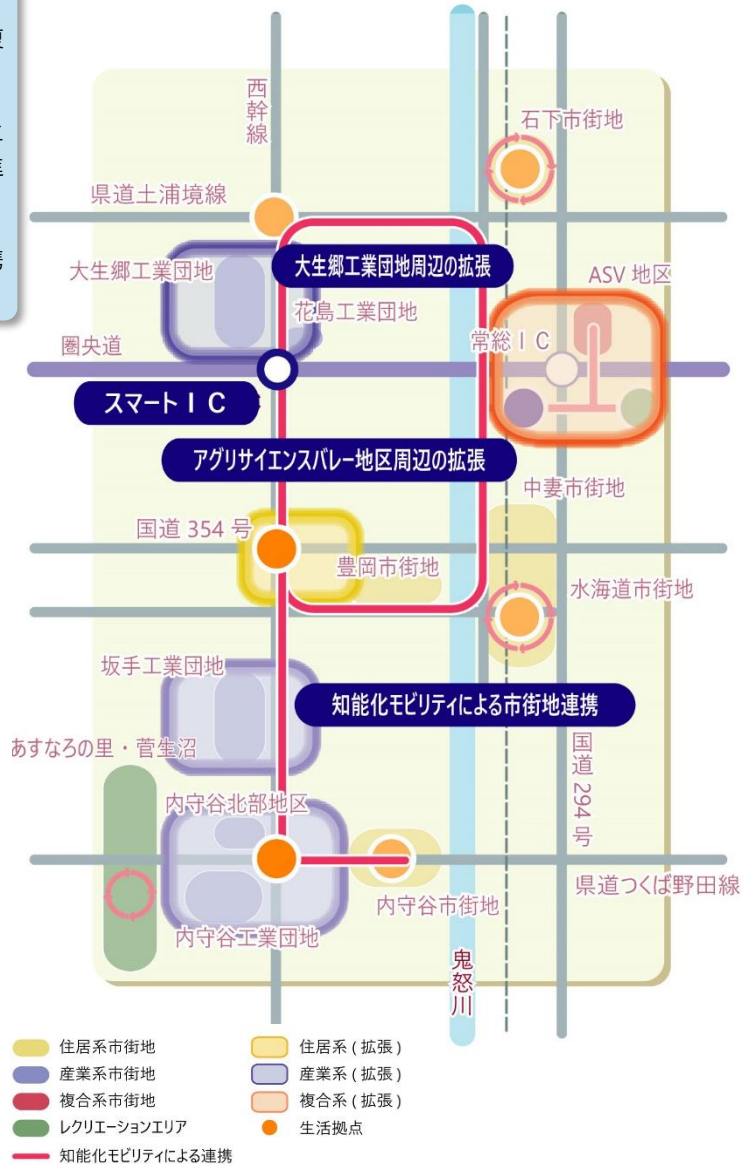 西幹線
石下市街地
県道土浦境線
大生郷工業団地周辺の拡張
大生郷工業団地
ASV 地区
花島工業団地
圏央道
常総ＩＣ
スマートＩＣ
アグリサイエンスバレー地区周辺の拡張
中妻市街地
国道 354 号
豊岡市街地
水海道市街地
坂手工業団地
知能化モビリティによる市街地連携
あすなろの里・菅生沼
国道 294 号
内守谷北部地区
県道つくば野田線
内守谷市街地
内守谷工業団地
鬼怒川
住居系市街地
住居系 ( 拡張 )
産業系市街地
産業系 ( 拡張 )
複合系市街地
複合系 ( 拡張 )
レクリエーションエリア
生活拠点
知能化モビリティによる連携